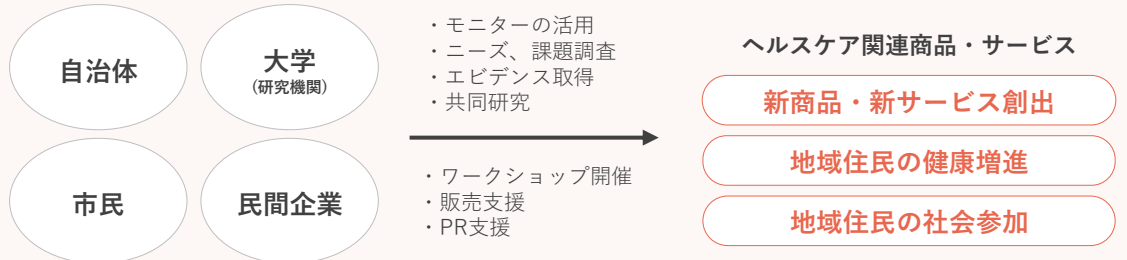 自治体
大学
(研究機関)
市民
民間企業
・モニターの活用
・ニーズ、課題調査
・エビデンス取得
・共同研究
・ワークショップ開催
・販売支援
・PR支援
ヘルスケア関連商品・サービス
新商品・新サービス創出
地域住民の健康増進
地域住民の社会参加